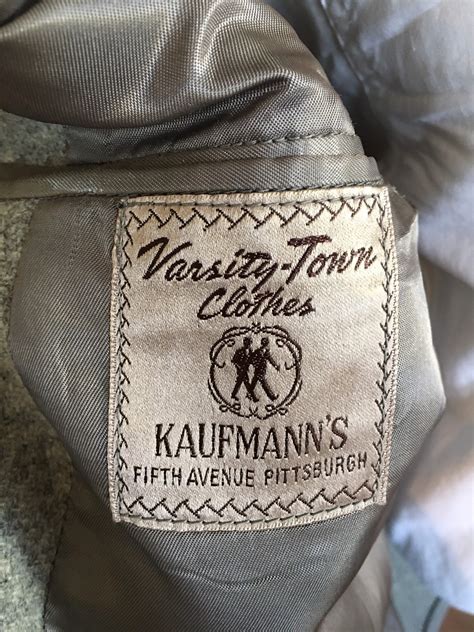 Varsity-Town
Clothes
KAUFMANN'S
FIFTH AVENUE PITTSBURGH